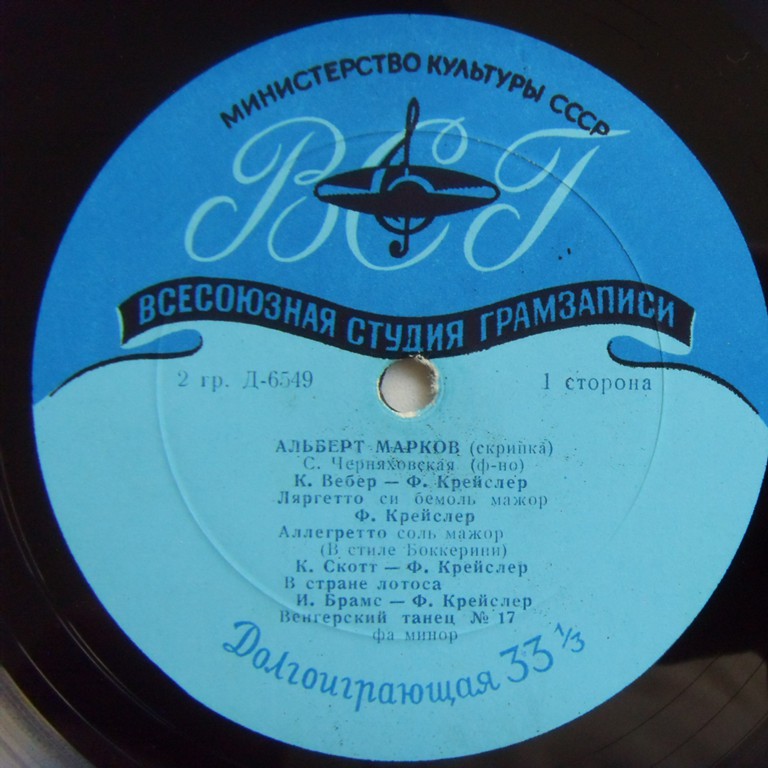 МИНИСТЕРСТВО КУЛЬТУРЫ СССР
ВСГ
ВСЕСОЮЗНАЯ СТУДИЯ ГРАМЗАПИСИ
2 гр. Д-6549 1 сторона
АЛЬБЕРТ МАРКОВ (скрипка)
С. Черняховская (ф-но)
К. Вебер — Ф. Крейслер
Ляргетто си бемоль мажор
Ф. Крейслер
Аллегретто соль мажор
(В стиле Боккерини)
К. Скотт — Ф. Крейслер
В стране лотоса
И. Брамс — Ф. Крейслер
Венгерский танец № 17
фа минор
Долгоиграющая 33 ⅓